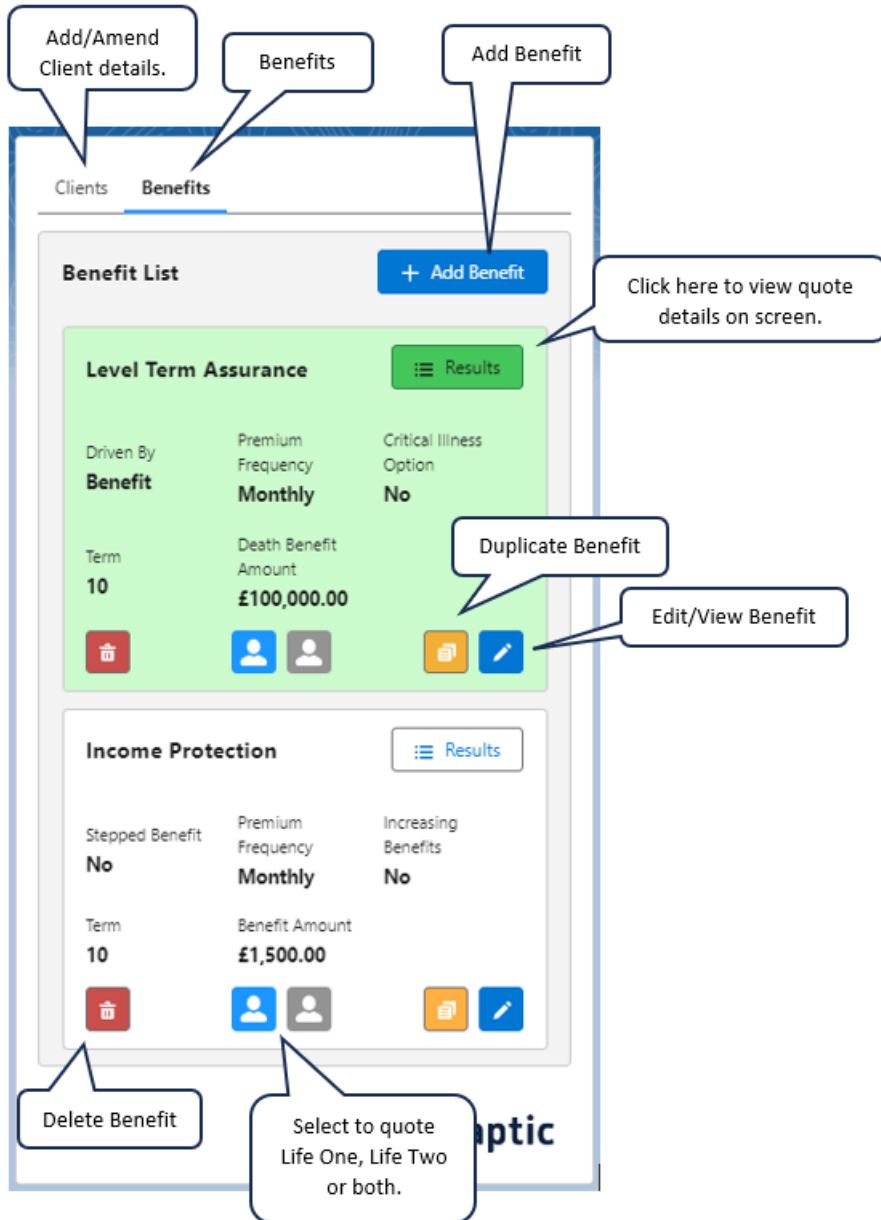 Add/Amend
Client details.
Benefits
Add Benefit
Clients Benefits
Benefit List
+ Add Benefit
Click here to view quote
details on screen.
Level Term Assurance
Results
Driven By
Benefit
Premium
Frequency
Monthly
Critical Illness
Option
No
Term
10
Death Benefit
Amount
£100,000.00
Duplicate Benefit
Edit/View Benefit
Income Protection
Results
Stepped Benefit
No
Premium
Frequency
Monthly
Increasing
Benefits
No
Term
10
Benefit Amount
£1,500.00
Delete Benefit
Select to quote
Life One, Life Two
or both.
aptic